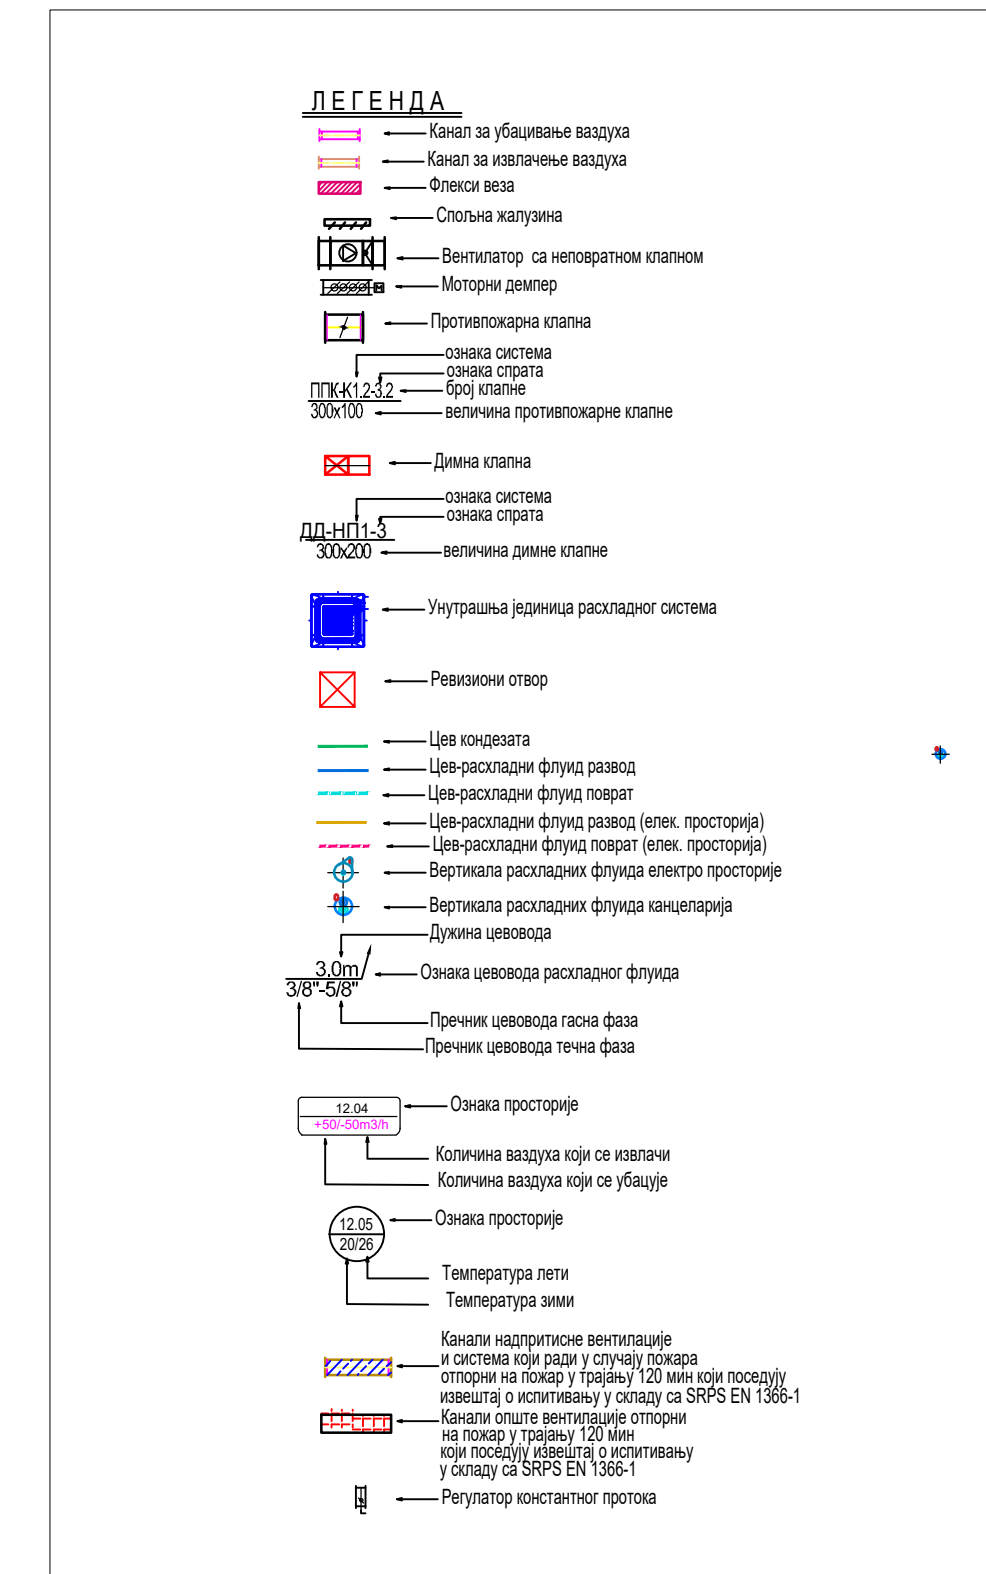 ЛЕГЕНДА
Канал за убацивање ваздуха
Канал за извлачење ваздуха
Флекси веза
Спољна жалузина
Вентилатор са неповратном клапном
М
Моторни демпер
Противпожарна клапна
ознака система
ознака спрата
ППК-К1.2-3.2
број клапне
300x100
величина противпожарне клапне
Димна клапна
ознака система
ознака спрата
ДД-НП1-3
300x200
величина димне клапне
Унутрашња јединица расхладног система
Ревизиони отвор
Цев кондезата
Цев-расхладни флуид развод
Цев-расхладни флуид поврат
Цев-расхладни флуид развод (елек. просторија)
Цев-расхладни флуид поврат (елек. просторија)
Вертикала расхладних флуида електро просторије
Вертикала расхладних флуида канцеларија
Дужина цевовода
3.0m
Ознака цевовода расхладног флуида
3/8"-5/8"
Пречник цевовода гасна фаза
Пречник цевовода течна фаза
12.04
Ознака просторије
+50/-50m3/h
Количина ваздуха који се извлачи
Количина ваздуха који се убацује
12.05
Ознака просторије
20/26
Температура лети
Температура зими
Канали надпритисне вентилације
и система који ради у случају пожара
отпорни на пожар у трајању 120 мин који поседују
извештај о испитивању у складу са SRPS EN 1366-1
Канали опште вентилације отпорни
на пожар у трајању 120 мин
који поседују извештај о испитивању
у складу са SRPS EN 1366-1
Регулатор константног протока